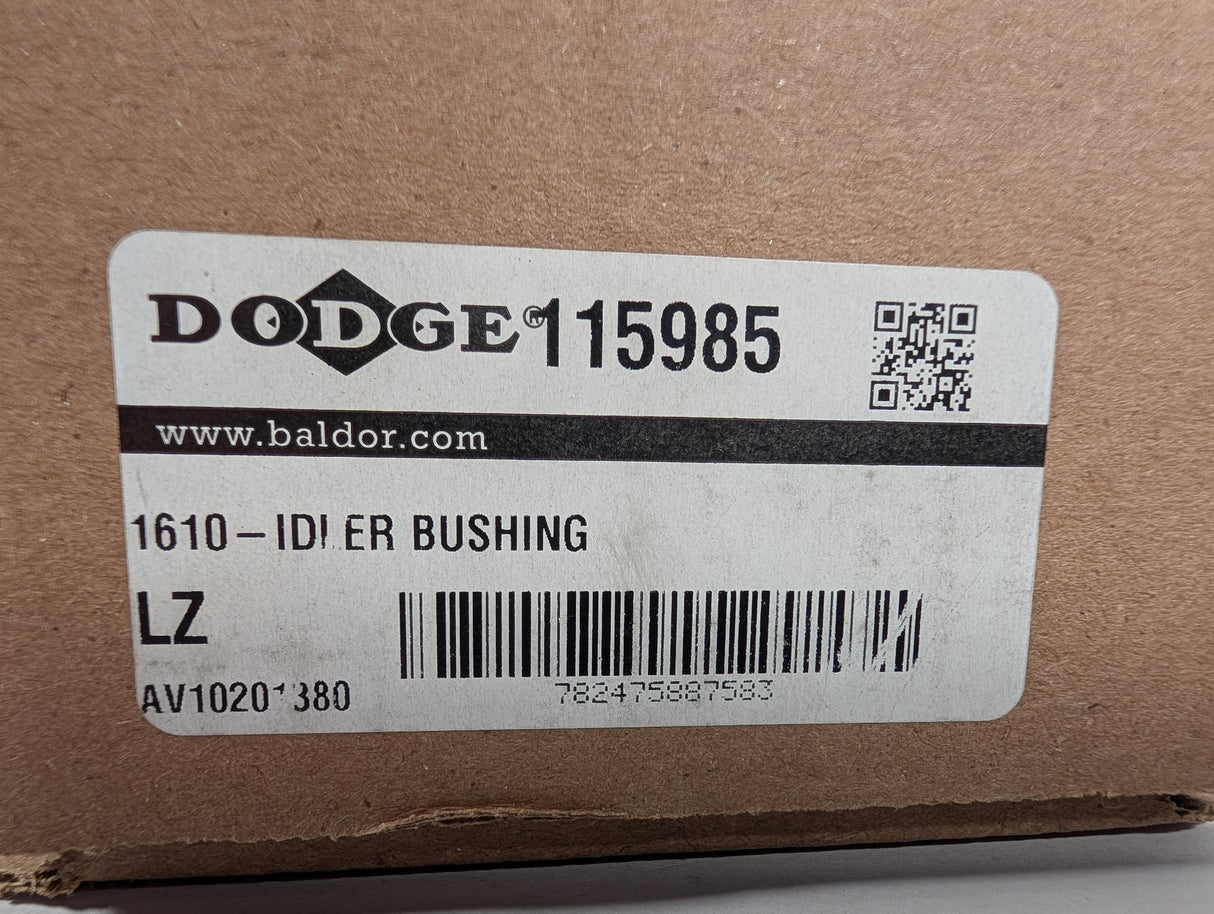 DODGE® 115985
www.baldor.com
1610-IDLER BUSHING
LZ
782475887583